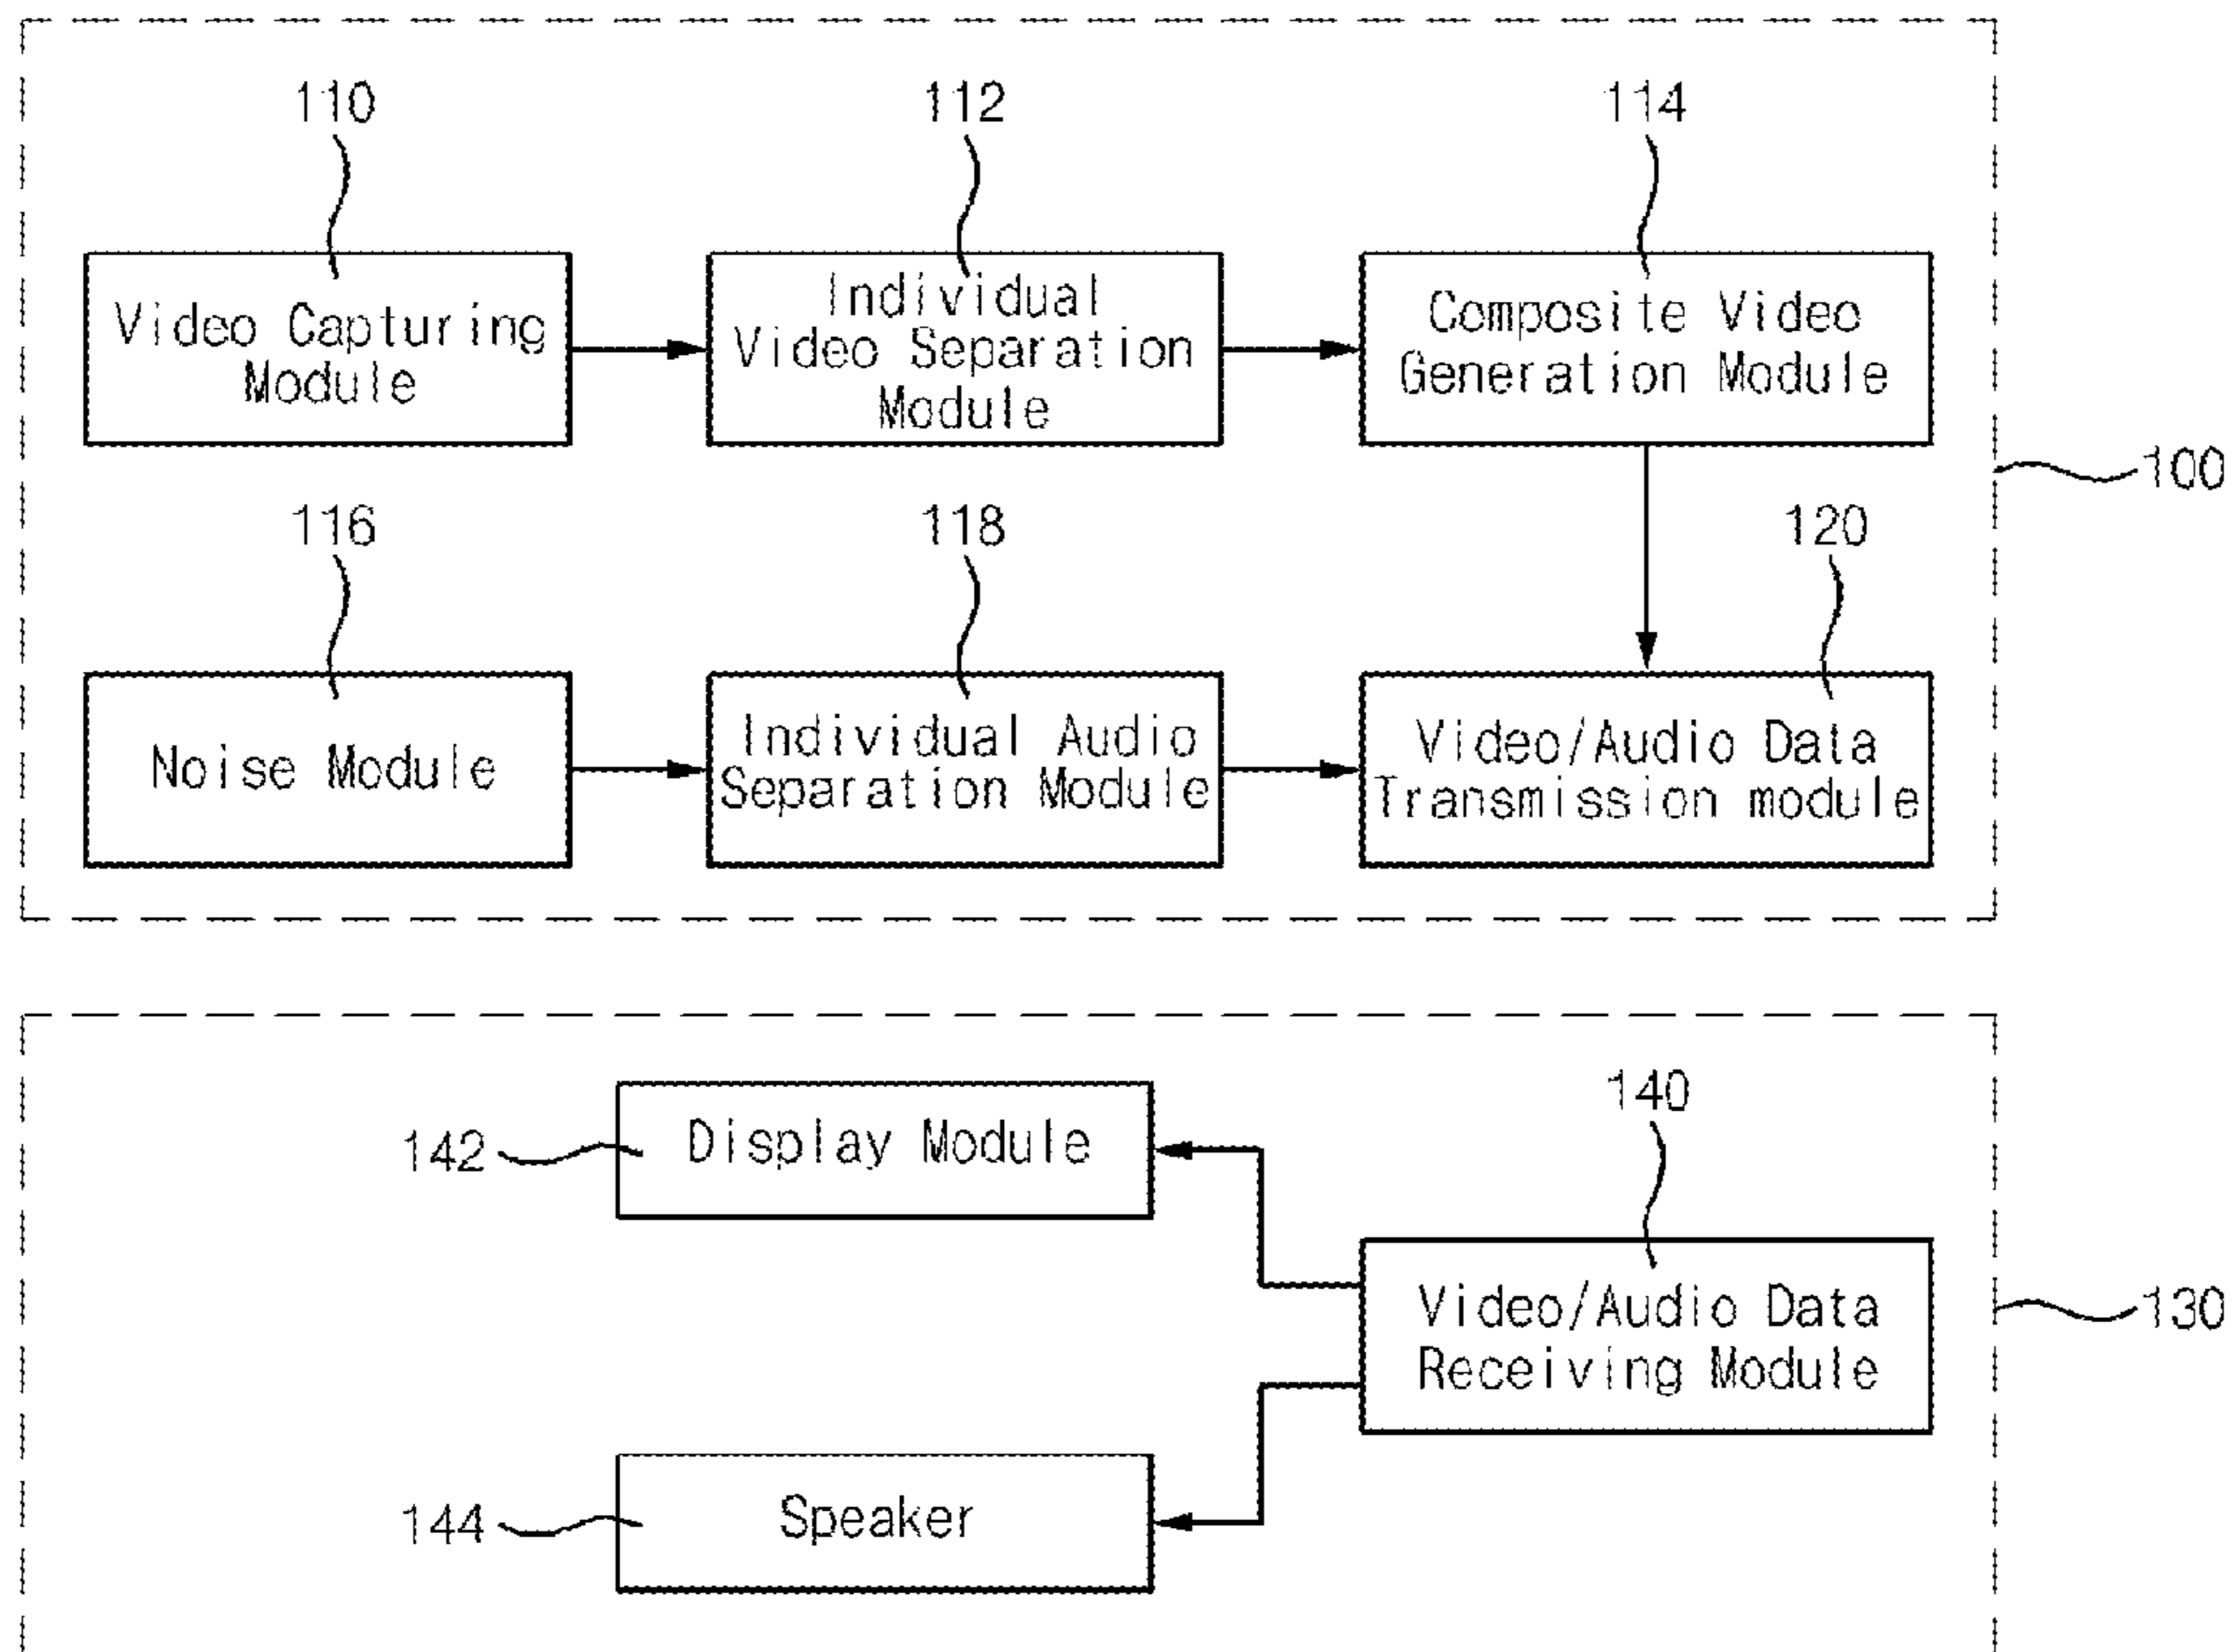 110
112
114
Video Capturing
Module
Individual
Video Separation
Module
Composite Video
Generation Module
100
116
118
120
Noise Module
Individual Audio
Separation Module
Video/Audio Data
Transmission module
140
142
Display Module
Video/Audio Data
Receiving Module
130
144
Speaker